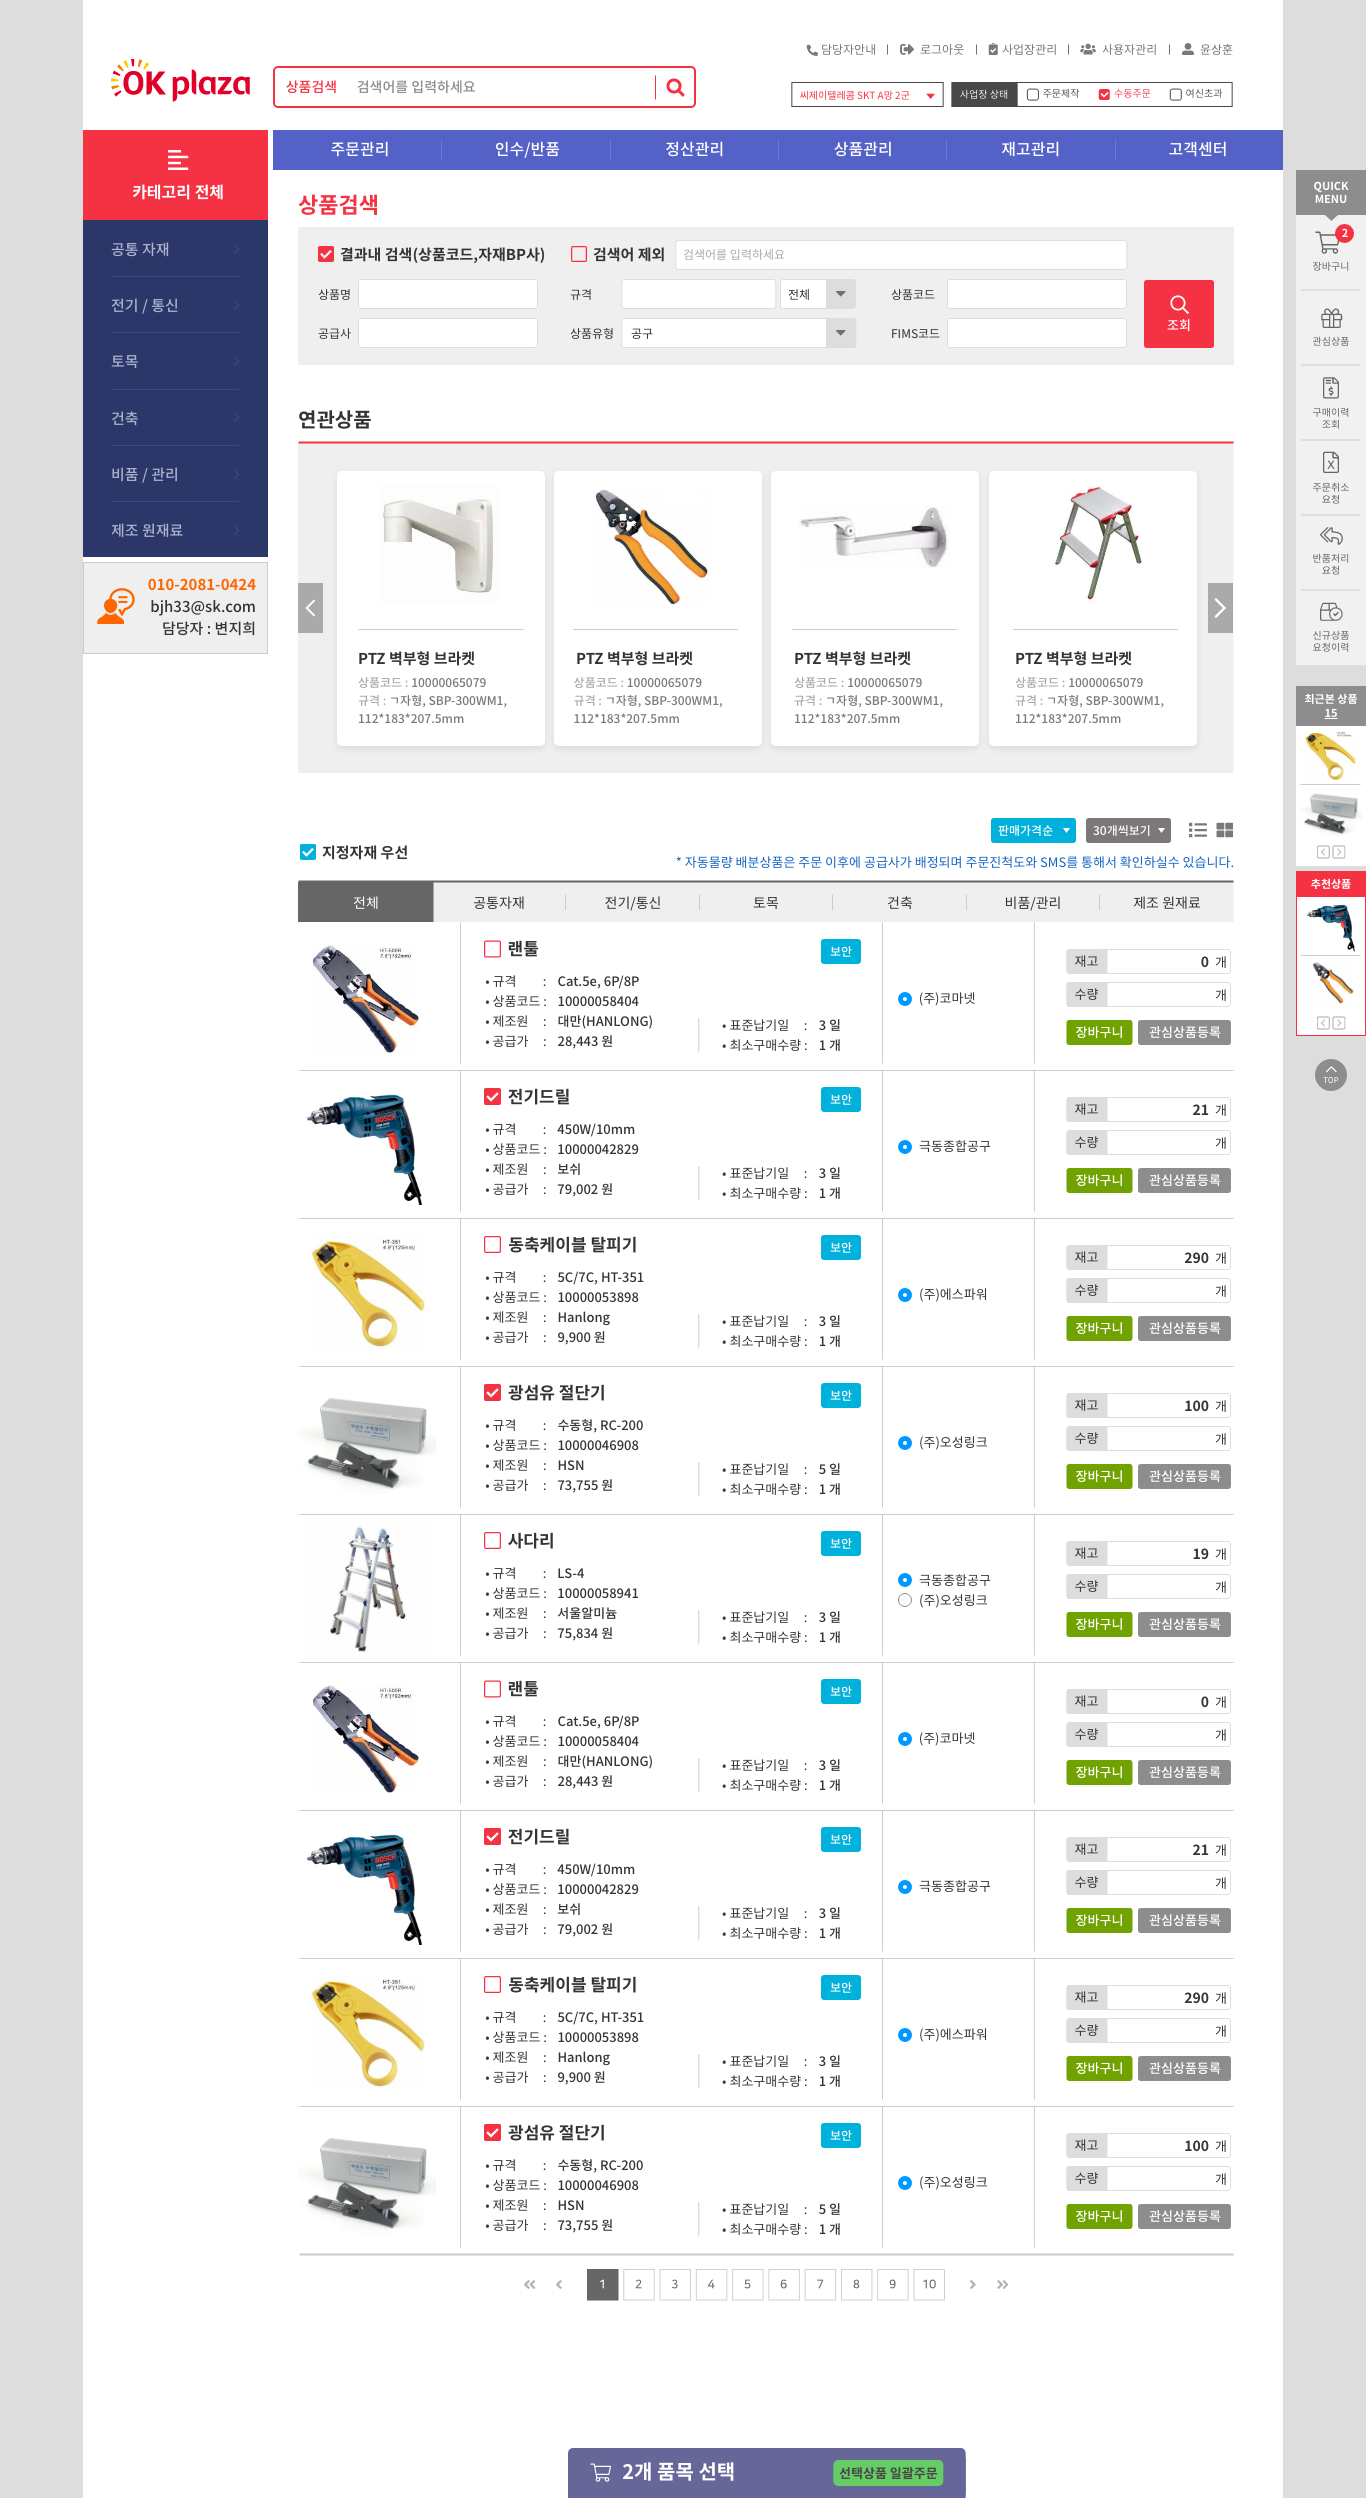 담당자안내
로그아웃
사업장관리
사용자관리
윤상훈
OK plaza
상품검색 검색어를 입력하세요
씨제이텔레콤 SKT A망 2군
사업장 상태 주문제작 수동주문 여신초과
카테고리 전체
주문관리 인수/반품 정산관리 상품관리 재고관리 고객센터
공통 자재
전기 / 통신
토목
건축
비품 / 관리
제조 원재료
010-2081-0424
bjh33@sk.com
담당자 : 변지희
상품검색
결과내 검색(상품코드,자재BP사) 검색어 제외 검색어를 입력하세요
상품명 규격 전체 상품코드
공급사 상품유형 공구 FIMS코드
조회
연관상품
PTZ 벽부형 브라켓
상품코드 : 10000065079
규격 : ㄱ자형, SBP-300WM1,
112*183*207.5mm
PTZ 벽부형 브라켓
상품코드 : 10000065079
규격 : ㄱ자형, SBP-300WM1,
112*183*207.5mm
PTZ 벽부형 브라켓
상품코드 : 10000065079
규격 : ㄱ자형, SBP-300WM1,
112*183*207.5mm
PTZ 벽부형 브라켓
상품코드 : 10000065079
규격 : ㄱ자형, SBP-300WM1,
112*183*207.5mm
판매가격순 30개씩보기
지정자재 우선
* 자동물량 배분상품은 주문 이후에 공급사가 배정되며 주문진척도와 SMS를 통해서 확인하실수 있습니다.
전체 공통자재 전기/통신 토목 건축 비품/관리 제조 원재료
HT-500R
7.5"(192mm)
랜툴 보안
• 규격 : Cat.5e, 6P/8P
• 상품코드 : 10000058404
• 제조원 : 대만(HANLONG)
• 공급가 : 28,443 원
• 표준납기일 : 3 일
• 최소구매수량 : 1 개
(주)코마넷
재고 0 개
수량 개
장바구니 관심상품등록
BOSCH
전기드릴 보안
• 규격 : 450W/10mm
• 상품코드 : 10000042829
• 제조원 : 보쉬
• 공급가 : 79,002 원
• 표준납기일 : 3 일
• 최소구매수량 : 1 개
극동종합공구
재고 21 개
수량 개
장바구니 관심상품등록
HT-351
4.9"(125mm)
동축케이블 탈피기 보안
• 규격 : 5C/7C, HT-351
• 상품코드 : 10000053898
• 제조원 : Hanlong
• 공급가 : 9,900 원
• 표준납기일 : 3 일
• 최소구매수량 : 1 개
(주)에스파워
재고 290 개
수량 개
장바구니 관심상품등록
광섬유 절단기 보안
• 규격 : 수동형, RC-200
• 상품코드 : 10000046908
• 제조원 : HSN
• 공급가 : 73,755 원
• 표준납기일 : 5 일
• 최소구매수량 : 1 개
(주)오성링크
재고 100 개
수량 개
장바구니 관심상품등록
사다리 보안
• 규격 : LS-4
• 상품코드 : 10000058941
• 제조원 : 서울알미늄
• 공급가 : 75,834 원
• 표준납기일 : 3 일
• 최소구매수량 : 1 개
극동종합공구
(주)오성링크
재고 19 개
수량 개
장바구니 관심상품등록
HT-500R
7.5"(192mm)
랜툴 보안
• 규격 : Cat.5e, 6P/8P
• 상품코드 : 10000058404
• 제조원 : 대만(HANLONG)
• 공급가 : 28,443 원
• 표준납기일 : 3 일
• 최소구매수량 : 1 개
(주)코마넷
재고 0 개
수량 개
장바구니 관심상품등록
BOSCH
전기드릴 보안
• 규격 : 450W/10mm
• 상품코드 : 10000042829
• 제조원 : 보쉬
• 공급가 : 79,002 원
• 표준납기일 : 3 일
• 최소구매수량 : 1 개
극동종합공구
재고 21 개
수량 개
장바구니 관심상품등록
HT-351
4.9"(125mm)
동축케이블 탈피기 보안
• 규격 : 5C/7C, HT-351
• 상품코드 : 10000053898
• 제조원 : Hanlong
• 공급가 : 9,900 원
• 표준납기일 : 3 일
• 최소구매수량 : 1 개
(주)에스파워
재고 290 개
수량 개
장바구니 관심상품등록
광섬유 절단기 보안
• 규격 : 수동형, RC-200
• 상품코드 : 10000046908
• 제조원 : HSN
• 공급가 : 73,755 원
• 표준납기일 : 5 일
• 최소구매수량 : 1 개
(주)오성링크
재고 100 개
수량 개
장바구니 관심상품등록
1 2 3 4 5 6 7 8 9 10
2개 품목 선택 선택상품 일괄주문
QUICK
MENU
2
장바구니
관심상품
구매이력
조회
주문취소
요청
반품처리
요청
신규상품
요청이력
최근본 상품
15
추천상품
TOP